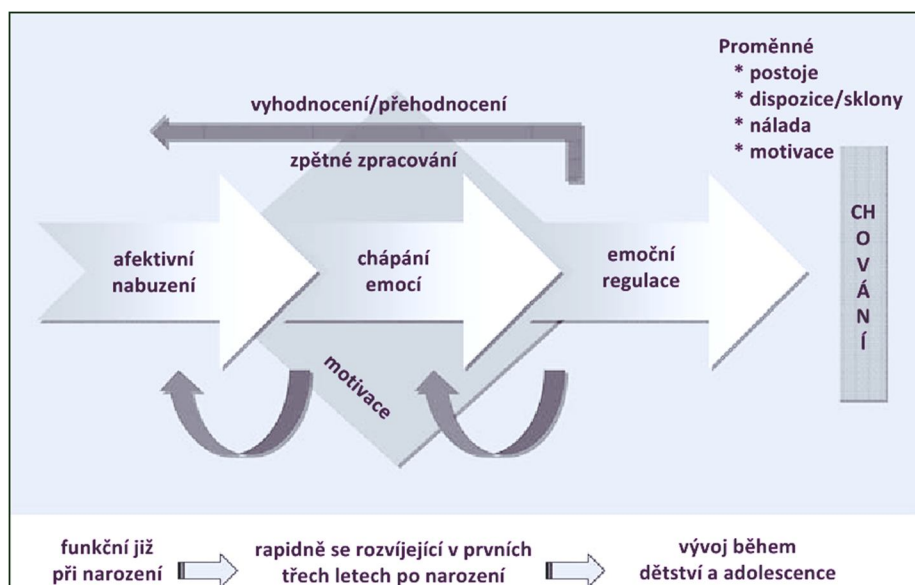 Proměnné
* postoje
* dispozice/sklony
* nálada
* motivace
vyhodnocení/přehodnocení
zpětné zpracování
afektivní
nabuzení
chápání
emocí
emoční
regulace
CH
O
V
Á
N
Í
motivace
funkční již
při narození
rapidně se rozvíjející v prvních
třech letech po narození
vývoj během
dětství a adolescence